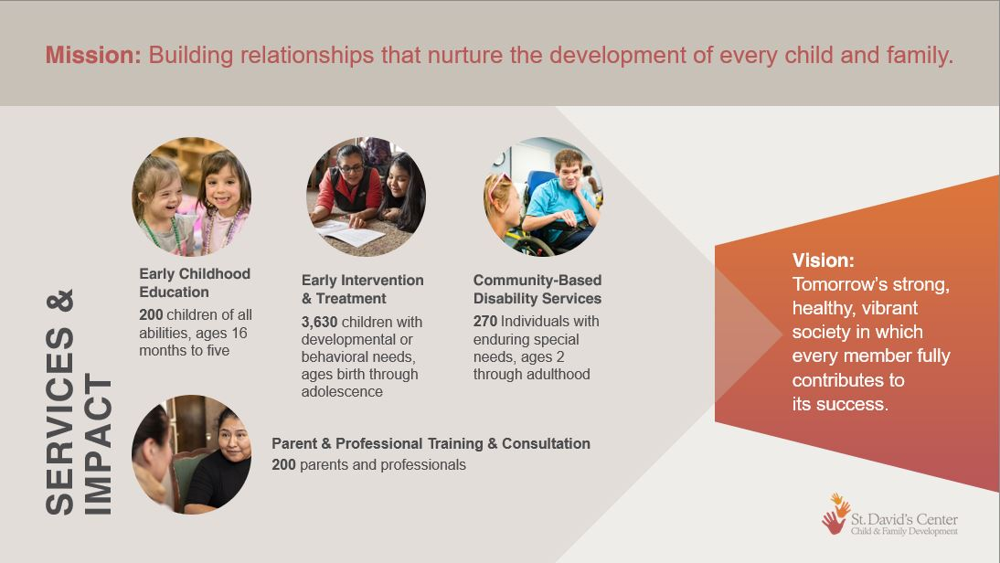 Mission: Building relationships that nurture the development of every child and family.
SERVICES &
IMPACT
Early Childhood
Education
200 children of all
abilities, ages 16
months to five
Early Intervention
& Treatment
3,630 children with
developmental or
behavioral needs,
ages birth through
adolescence
Community-Based
Disability Services
270 Individuals with
enduring special
needs, ages 2
through adulthood
Parent & Professional Training & Consultation
200 parents and professionals
Vision:
Tomorrow's strong,
healthy, vibrant
society in which
every member fully
contributes to
its success.
St. David's Center
Child & Family Development